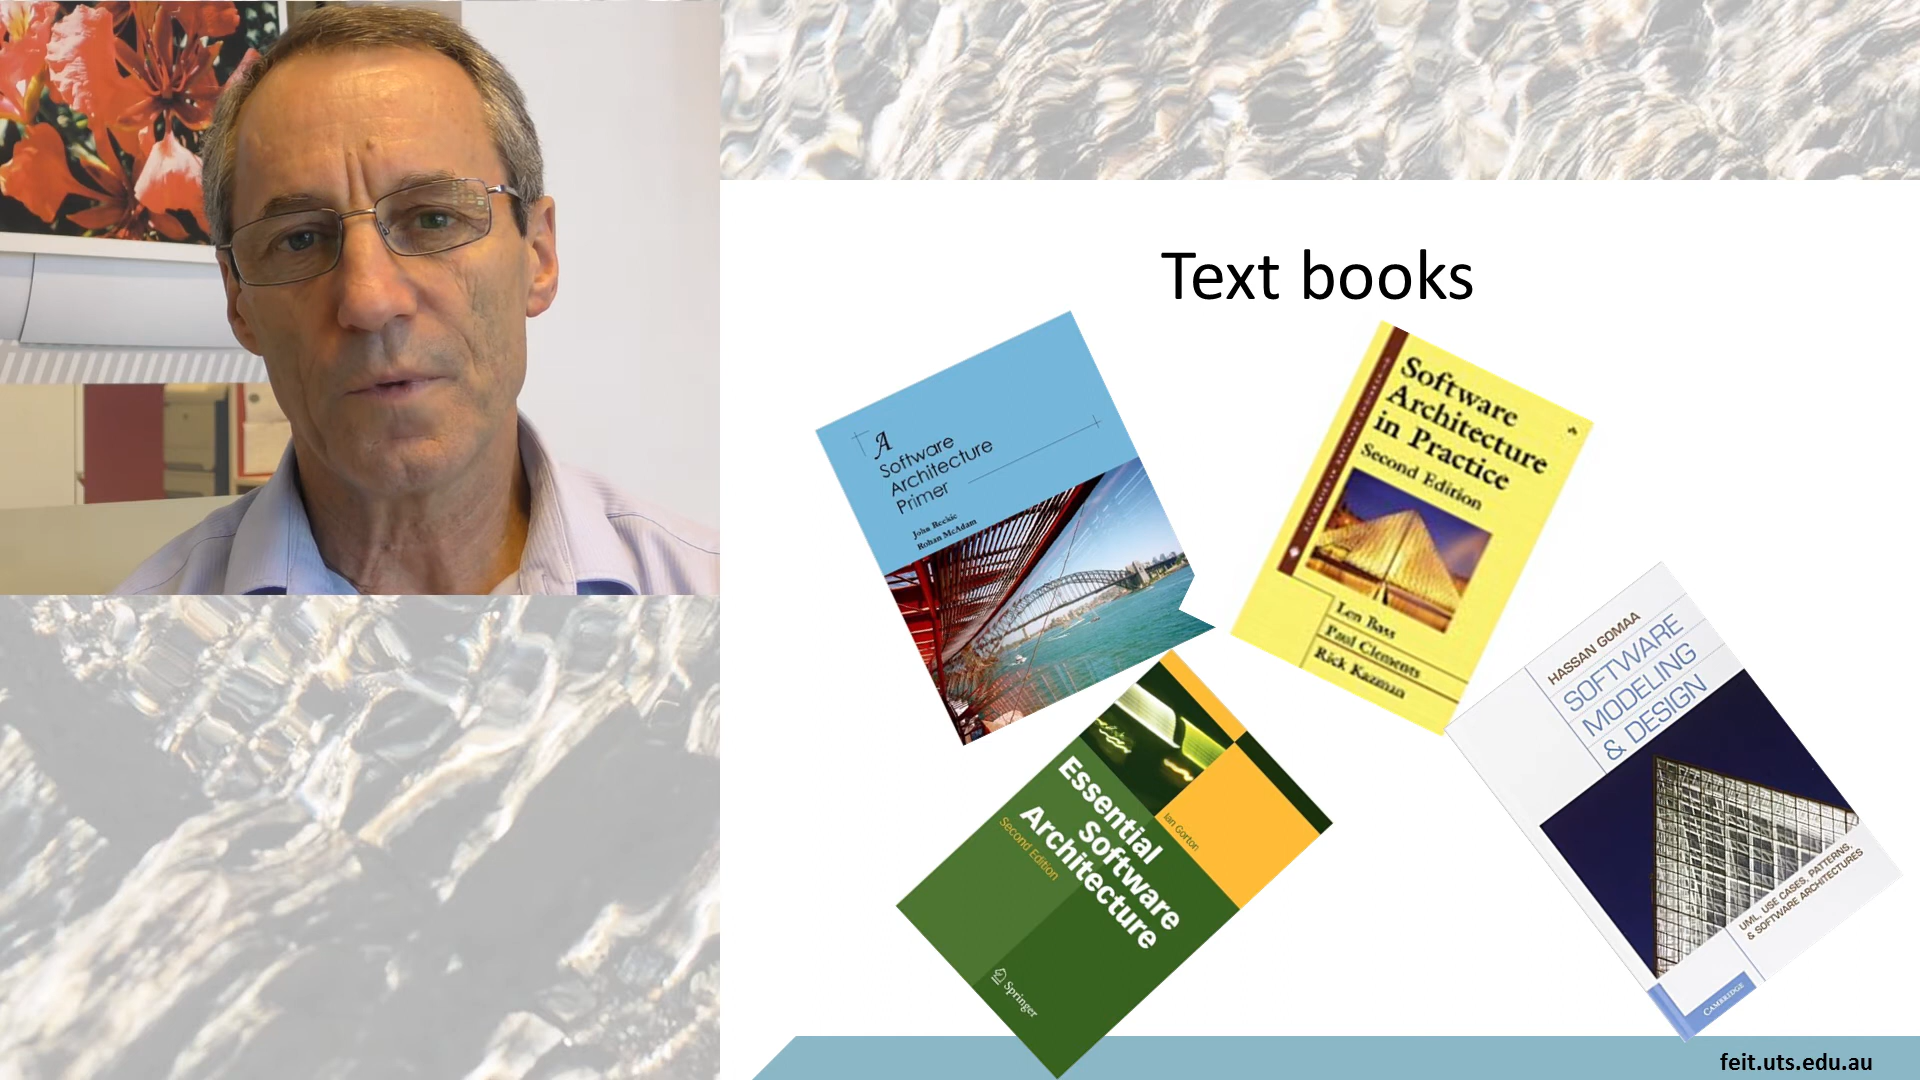 Text books
A
Software
Architecture
Primer
John Reekie
Rohan McAdam
Software
Architecture
in Practice
Second Edition
Len Bass
Paul Clements
Rick Kazman
Essential
Software
Architecture
Second Edition
Ian Gorton
Springer
HASSAN GOMAA
SOFTWARE
MODELING
& DESIGN
UML, USE CASES, PATTERNS,
& SOFTWARE ARCHITECTURES
CAMBRIDGE
feit.uts.edu.au